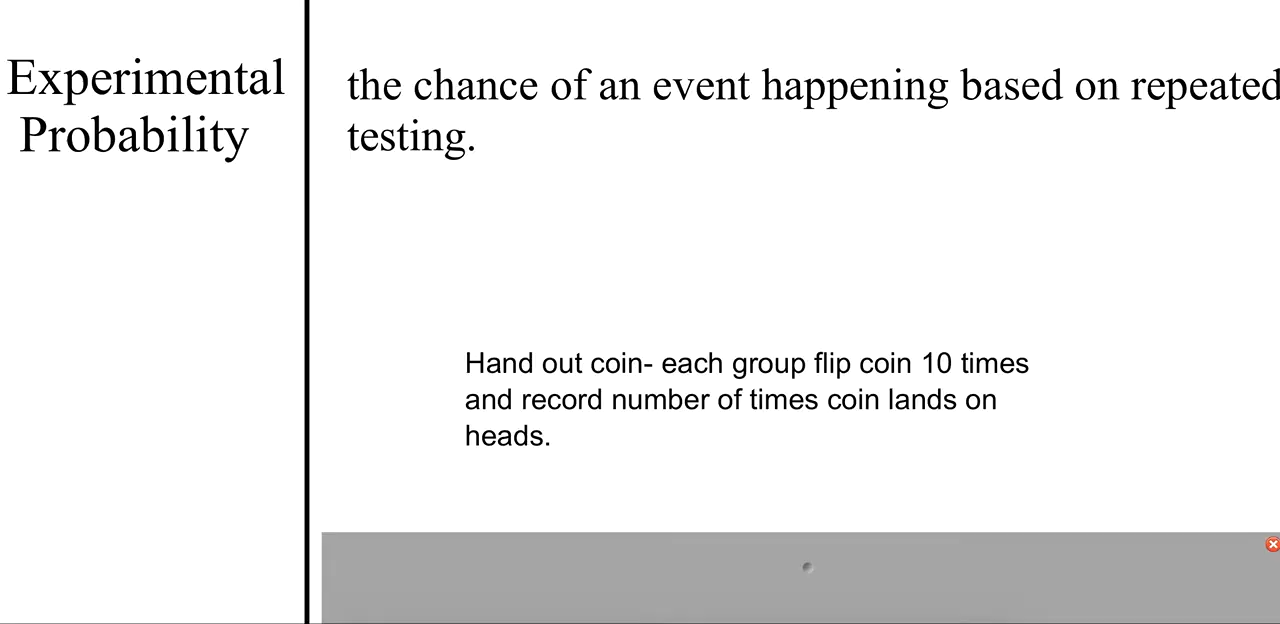 Experimental
Probability
the chance of an event happening based on repeated
testing.
Hand out coin- each group flip coin 10 times
and record number of times coin lands on
heads.